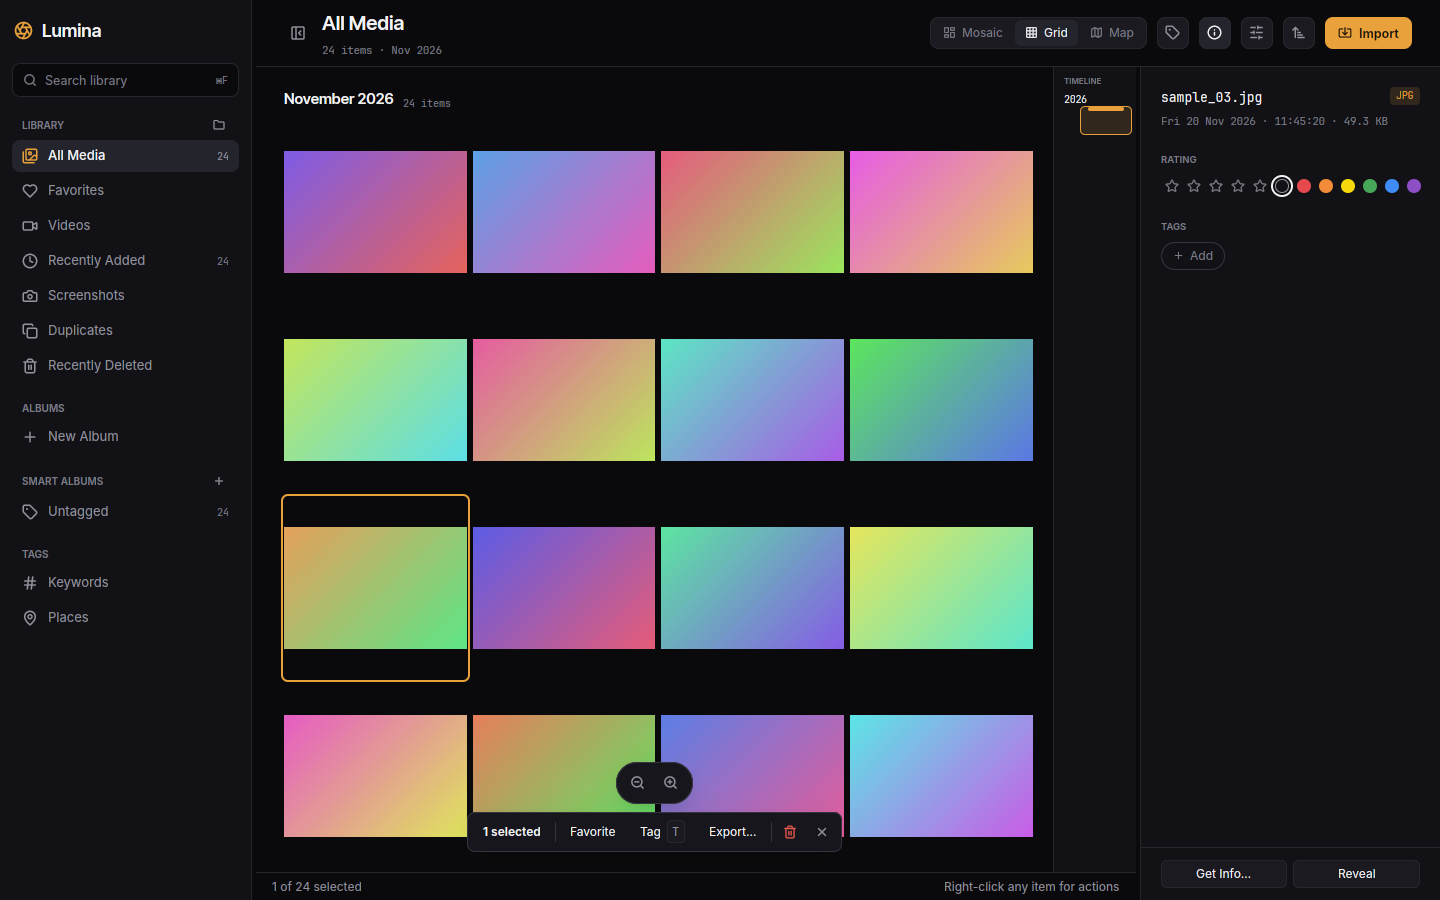 Lumina
Search library
⌘F
LIBRARY
All Media
24
Favorites
Videos
Recently Added
24
Screenshots
Duplicates
Recently Deleted
ALBUMS
New Album
SMART ALBUMS
Untagged
24
TAGS
Keywords
Places
All Media
24 items · Nov 2026
Mosaic
Grid
Map
Import
November 2026
24 items
TIMELINE
2026
1 selected
Favorite
Tag
T
Export...
1 of 24 selected
Right-click any item for actions
sample_03.jpg
JPG
Fri 20 Nov 2026 · 11:45:20 · 49.3 KB
RATING
TAGS
Add
Get Info...
Reveal